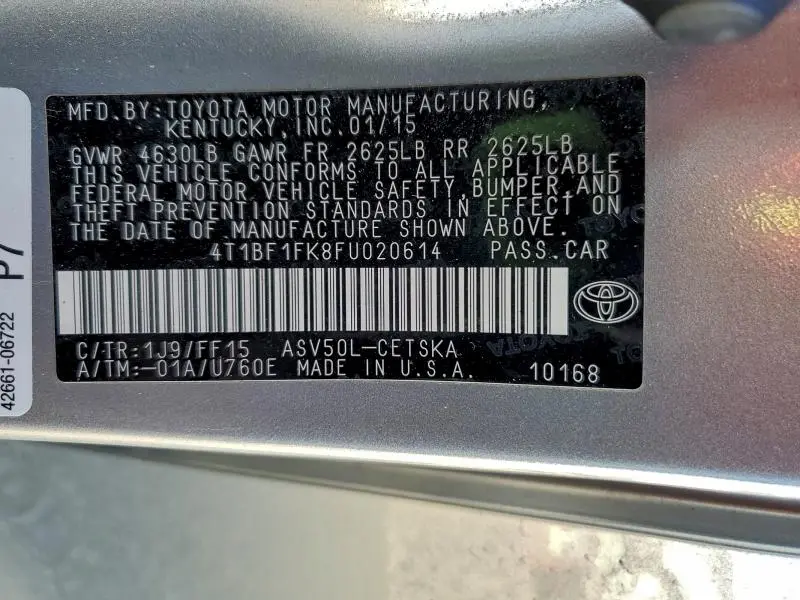 MFD.BY:TOYOTA MOTOR MANUFACTURING,
KENTUCKY,INC.01/15
GVWR 4630LB GAWR FR 2625LB RR 2625LB
THIS VEHICLE CONFORMS TO ALL APPLICABLE
FEDERAL MOTOR VEHICLE SAFETY,BUMPER,AND
THEFT PREVENTION STANDARDS IN EFFECT ON
THE DATE OF MANUFACTURE SHOWN ABOVE.
4T1BF1FK8FU020614 PASS.CAR
C/TR:1J9/FF15 ASV50L-CETSKA
A/TM:-01A/U760E MADE IN U.S.A. 10168
P7
42661-06722